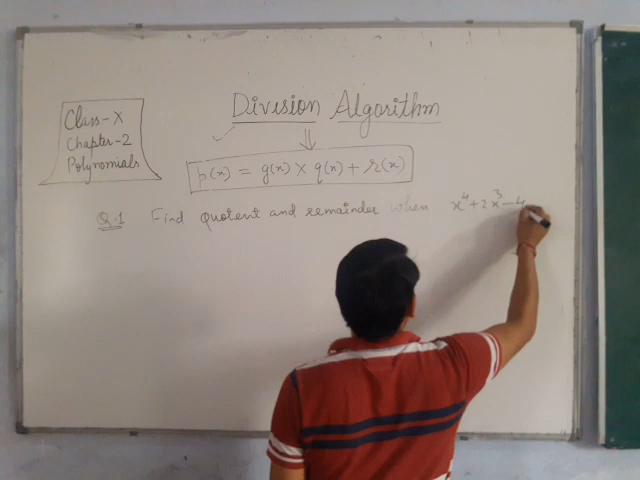 Division Algorithm
Class-X
Chapter-2
Polynomials
p(x) = g(x) × q(x) + r(x)
Q.1 Find quotient and remainder when x⁴+2x³-4